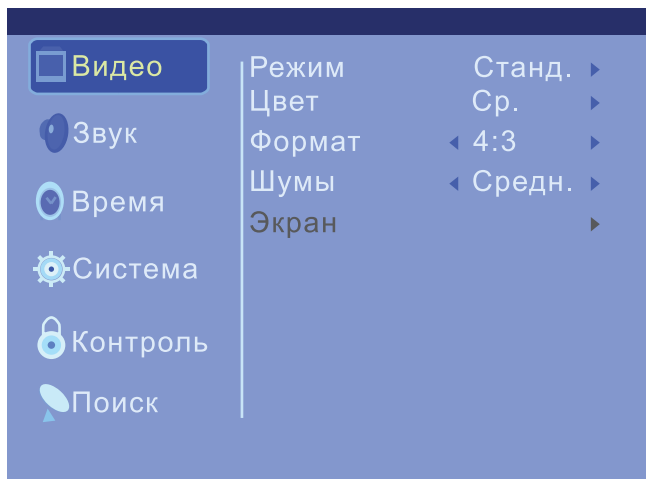 Видео
Звук
Время
Система
Контроль
Поиск
Режим Станд.
Цвет Ср.
Формат 4:3
Шумы Средн.
Экран